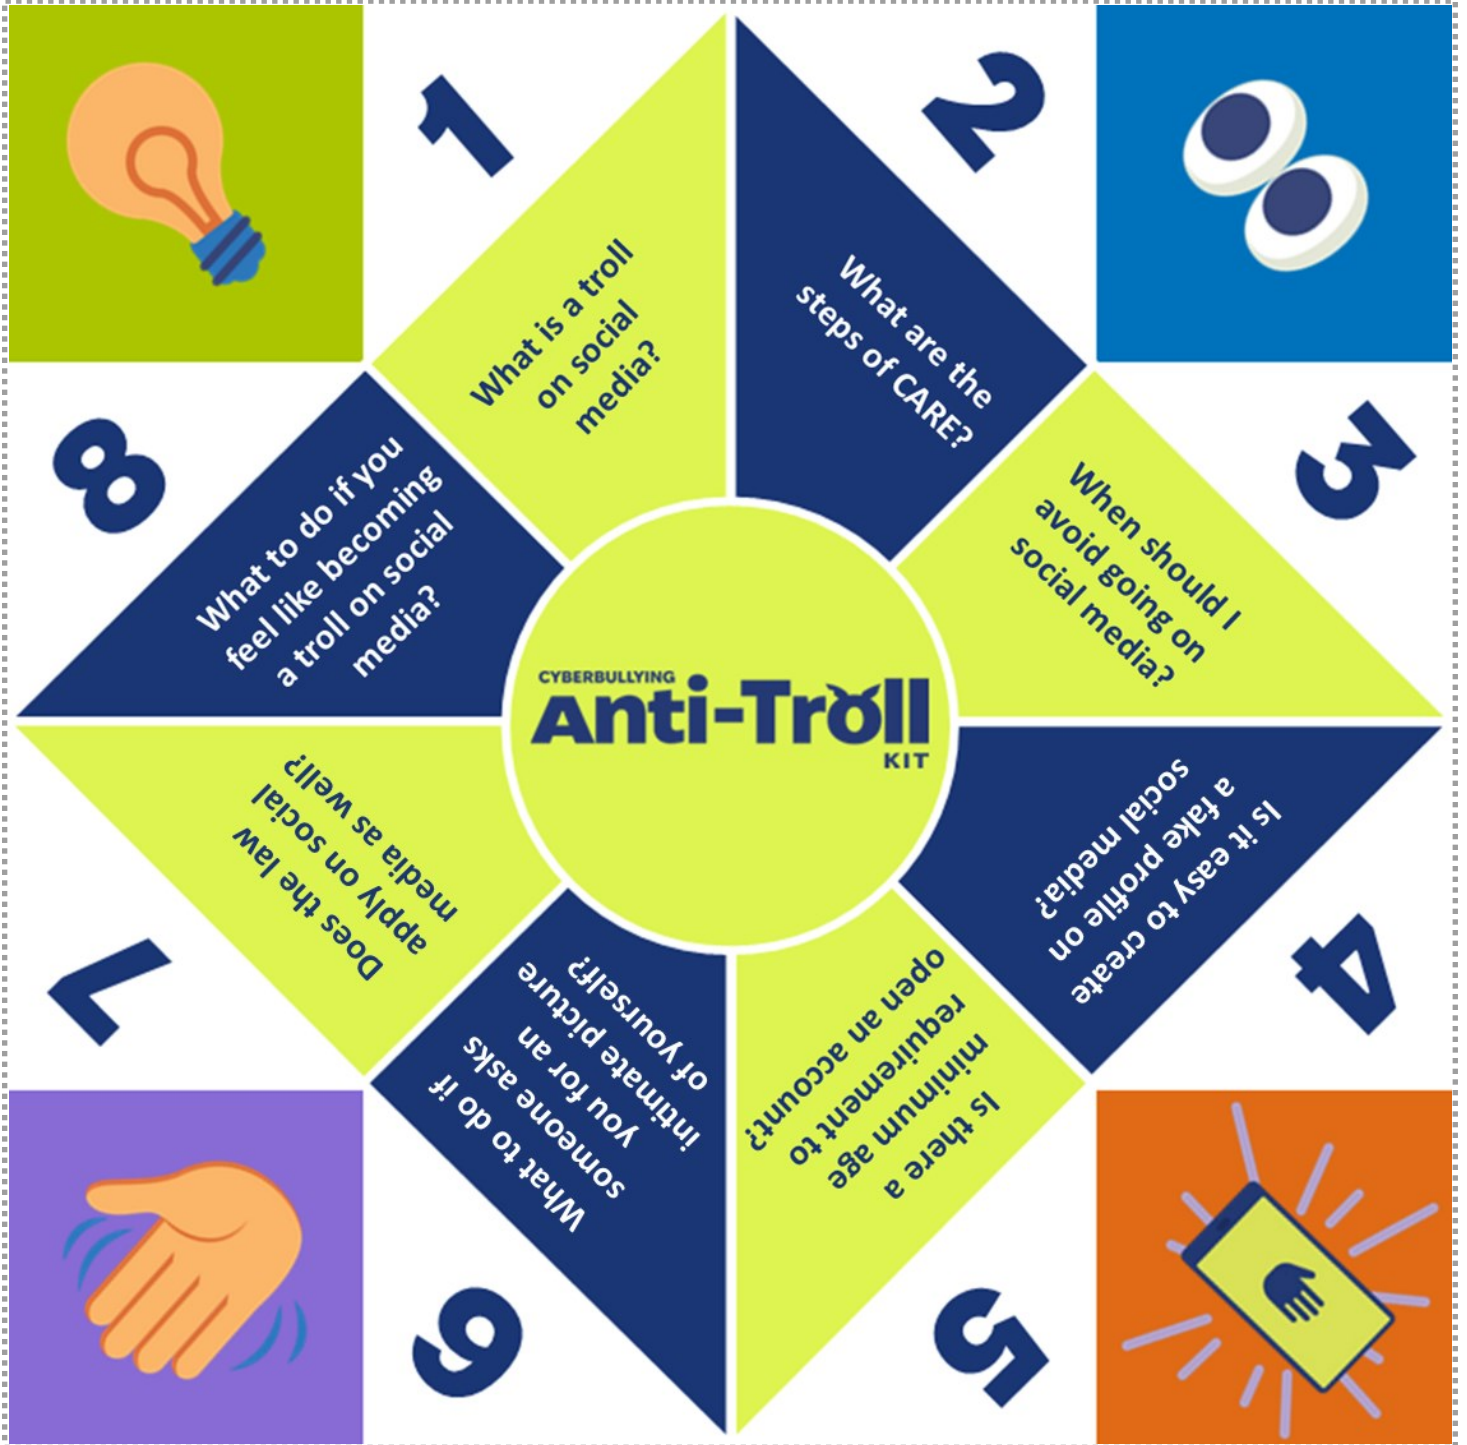 1
What is a troll
on social
media?
2
What are the
steps of CARE?
3
When should I
avoid going on
social media?
4
Is it easy to create
a fake profile on
social media?
5
Is there a
minimum age
requirement to
open an account?
6
What to do if
someone asks
you for an
intimate picture
of yourself?
7
Does the law
apply on social
media as well?
8
What to do if you
feel like becoming
a troll on social
media?
CYBERBULLYING
Anti-Troll
KIT